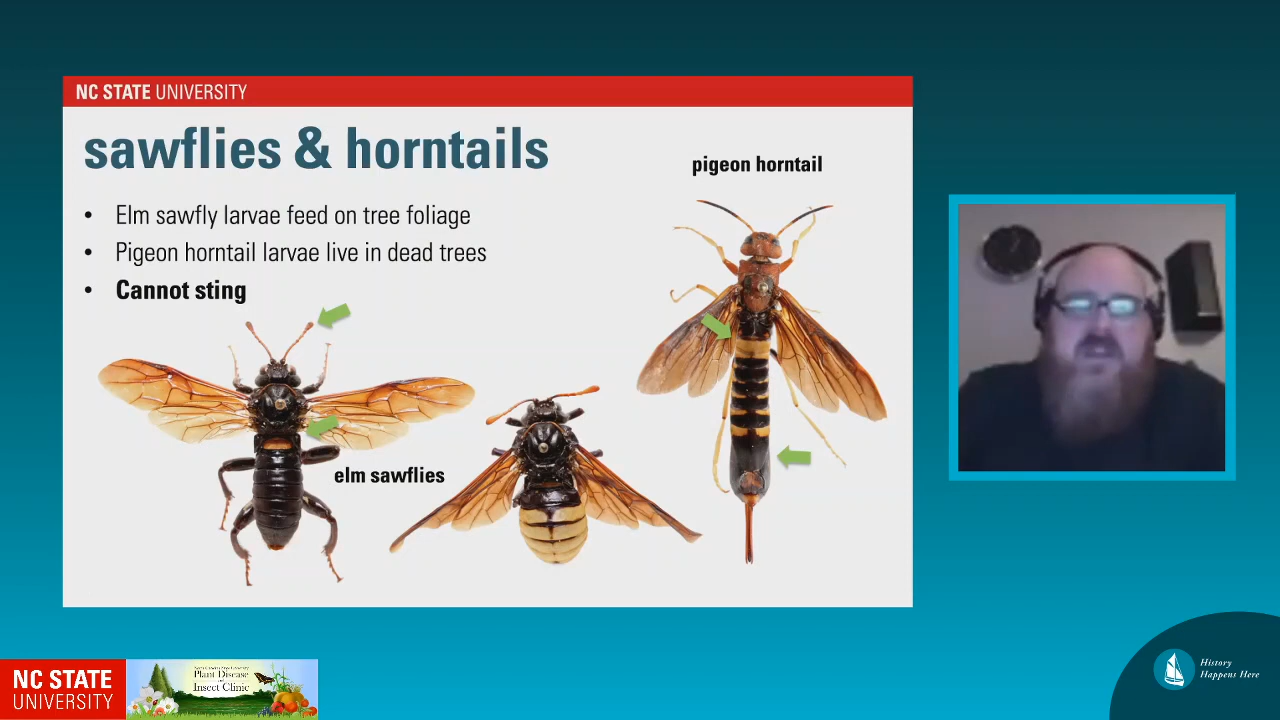 NC STATE UNIVERSITY
sawflies & horntails
pigeon horntail
• Elm sawfly larvae feed on tree foliage
• Pigeon horntail larvae live in dead trees
• Cannot sting
elm sawflies
NC STATE
UNIVERSITY
Plant Disease
and
Insect Clinic
History
Happens Here